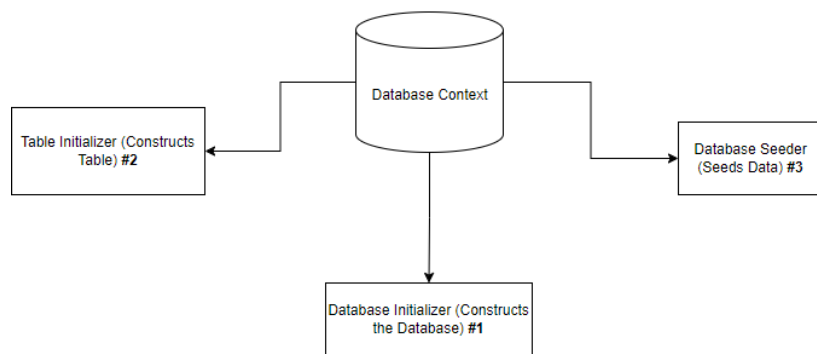 Database Context
Table Initializer (Constructs
Table) #2
Database Seeder
(Seeds Data) #3
Database Initializer (Constructs
the Database) #1